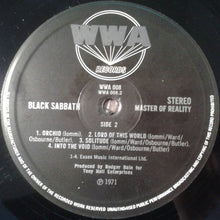 WWA
RECORDS
WWA 008
WWA 008.2
BLACK SABBATH
STEREO
MASTER OF REALITY
SIDE 2
1. ORCHID (Iommi) 2. LORD OF THIS WORLD (Iommi/Ward/
Osbourne/Butler) 3. SOLITUDE (Iommi/Ward/Osbourne/Butler)
4. INTO THE VOID (Iommi/Ward/Osbourne/Butler)
1-4. Essex Music International Ltd.
Produced by Rodger Bain for
Tony Hall Enterprises
℗ 1971